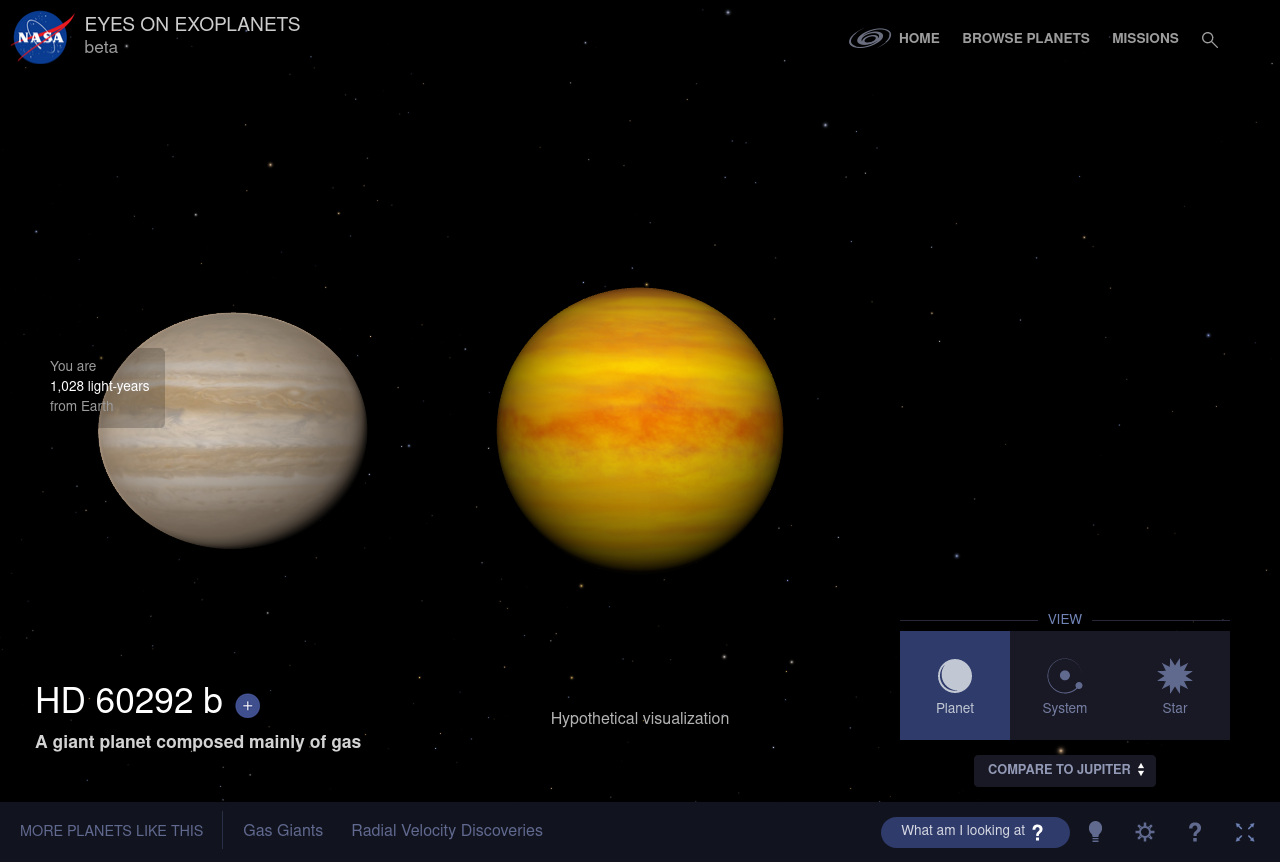 NASA
EYES ON EXOPLANETS
beta
HOME
BROWSE PLANETS
MISSIONS
You are
1,028 light-years
from Earth
HD 60292 b +
A giant planet composed mainly of gas
Hypothetical visualization
VIEW
Planet
System
Star
COMPARE TO JUPITER
MORE PLANETS LIKE THIS
Gas Giants
Radial Velocity Discoveries
What am I looking at ?
?